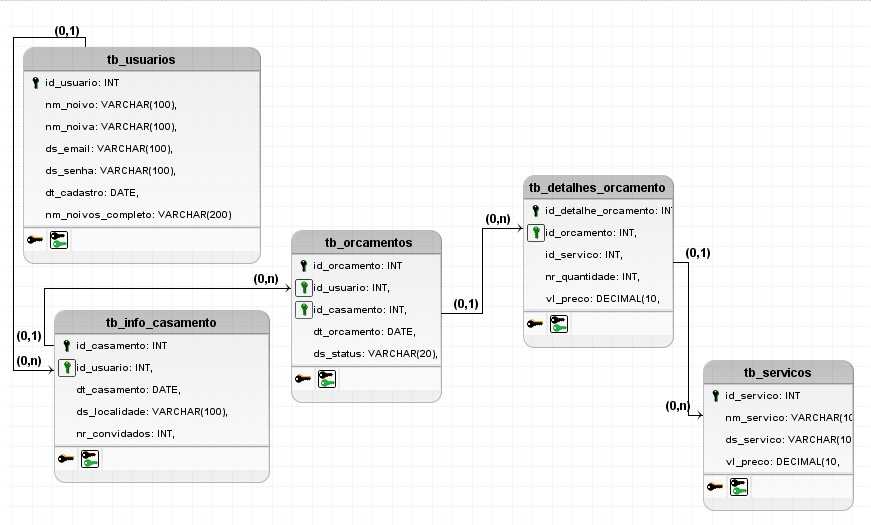 (0,1)
tb_usuarios
id_usuario: INT
nm_noivo: VARCHAR(100),
nm_noiva: VARCHAR(100),
ds_email: VARCHAR(100),
ds_senha: VARCHAR(100),
dt_cadastro: DATE,
nm_noivos_completo: VARCHAR(200)
tb_detalhes_orcamento
id_detalhe_orcamento: INT
id_orcamento: INT,
id_servico: INT,
nr_quantidade: INT,
vl_preco: DECIMAL(10,
(0,n)
(0,1)
tb_orcamentos
id_orcamento: INT
id_usuario: INT,
id_casamento: INT,
dt_orcamento: DATE,
ds_status: VARCHAR(20),
(0,n)
(0,1)
tb_info_casamento
id_casamento: INT
id_usuario: INT,
dt_casamento: DATE,
ds_localidade: VARCHAR(100),
nr_convidados: INT,
(0,1)
(0,n)
tb_servicos
id_servico: INT
nm_servico: VARCHAR(10
ds_servico: VARCHAR(10
vl_preco: DECIMAL(10,
(0,n)